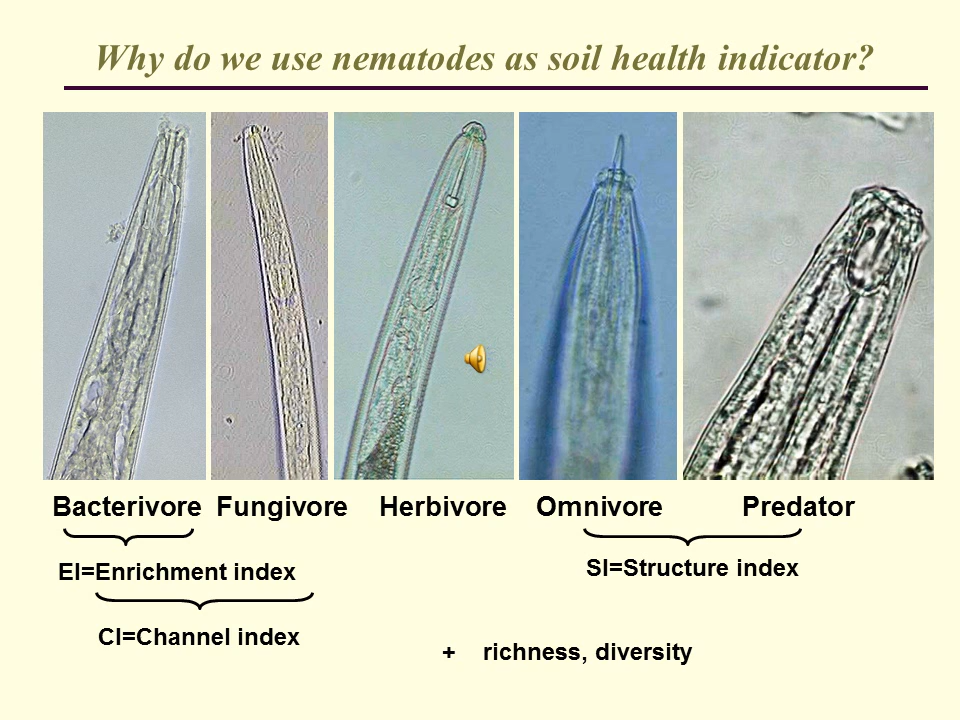 Why do we use nematodes as soil health indicator?
Bacterivore Fungivore Herbivore Omnivore Predator
EI=Enrichment index
SI=Structure index
CI=Channel index
+ richness, diversity